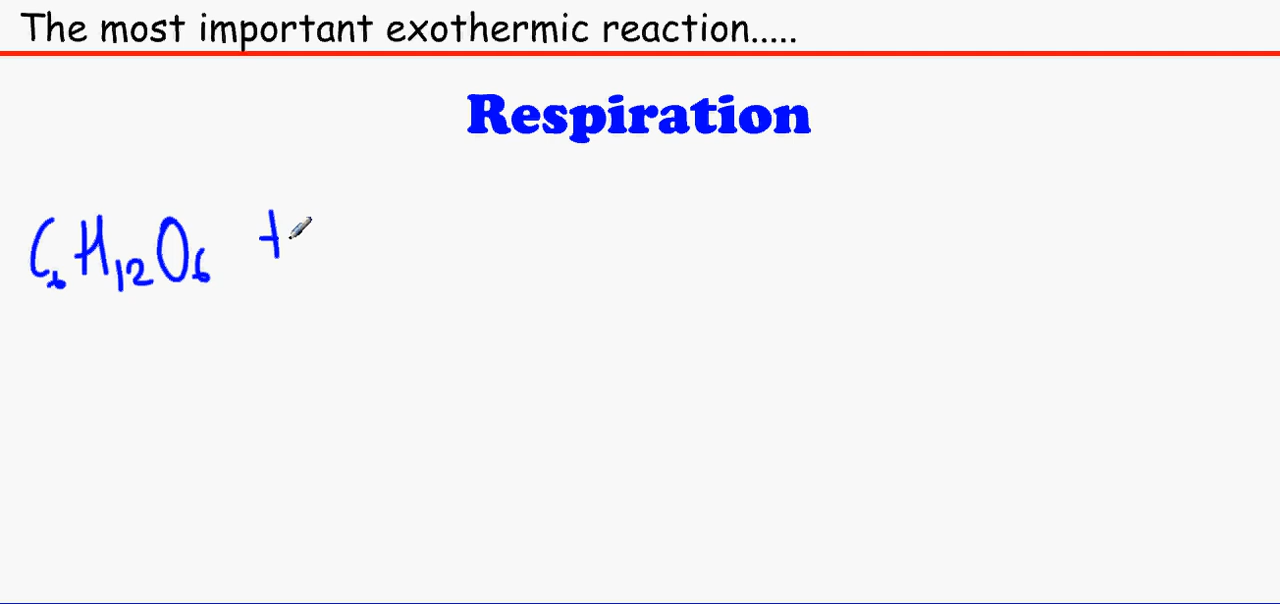 The most important exothermic reaction.....
Respiration
C₆H₁₂O₆ +